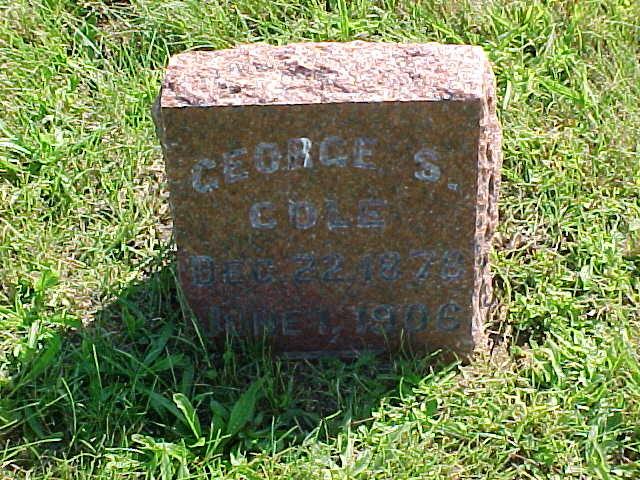 GEORGE S.
COLE
DEC. 22, 1878
JUNE 1, 1906